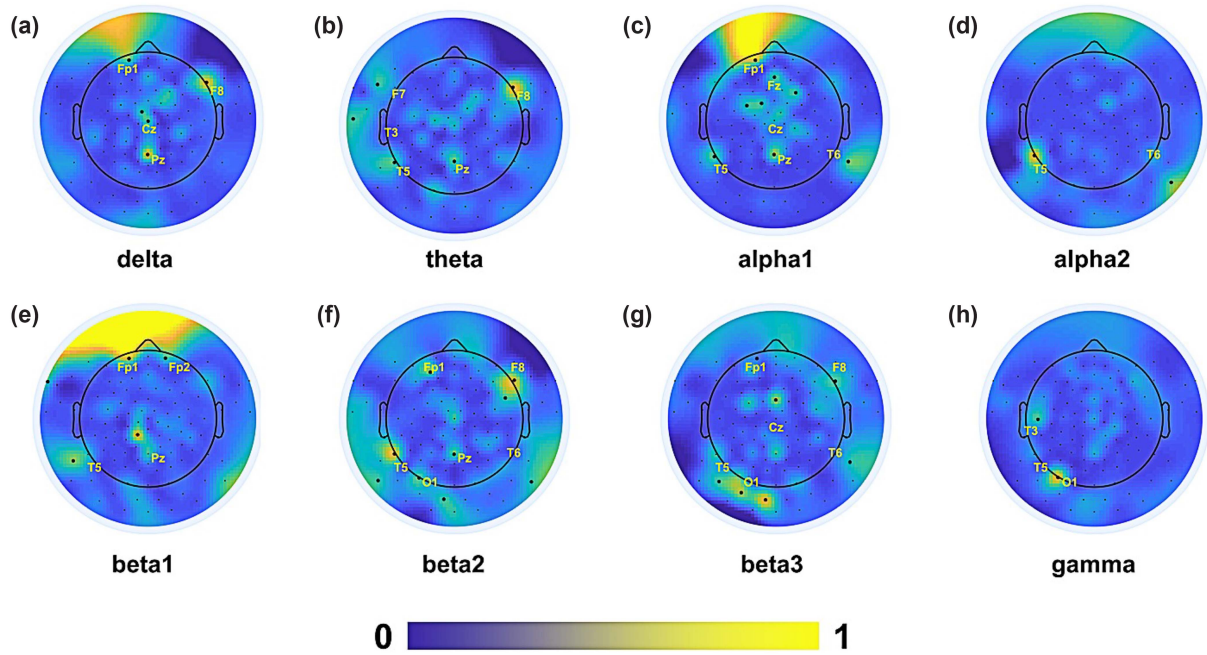 (a) (b) (c) (d)
Fp1 F8 Cz Pz
F7 F8 T3 T5 Pz
Fp1 Fz Cz T5 Pz T6
T5 T6
delta theta alpha1 alpha2
(e) (f) (g) (h)
Fp1 Fp2 T5 Pz
Fp1 F8 T5 Pz T6 O1
Fp1 F8 Cz T5 T6 O1
T3 T5 O1
beta1 beta2 beta3 gamma
0 1